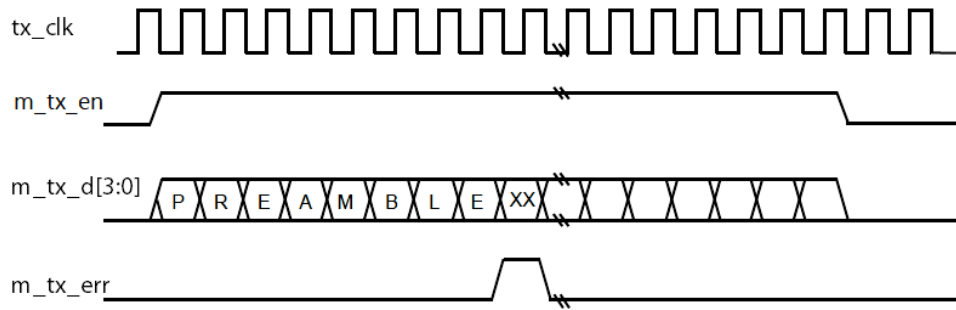 tx_clk
m_tx_en
m_tx_d[3:0] P R E A M B L E XX
m_tx_err